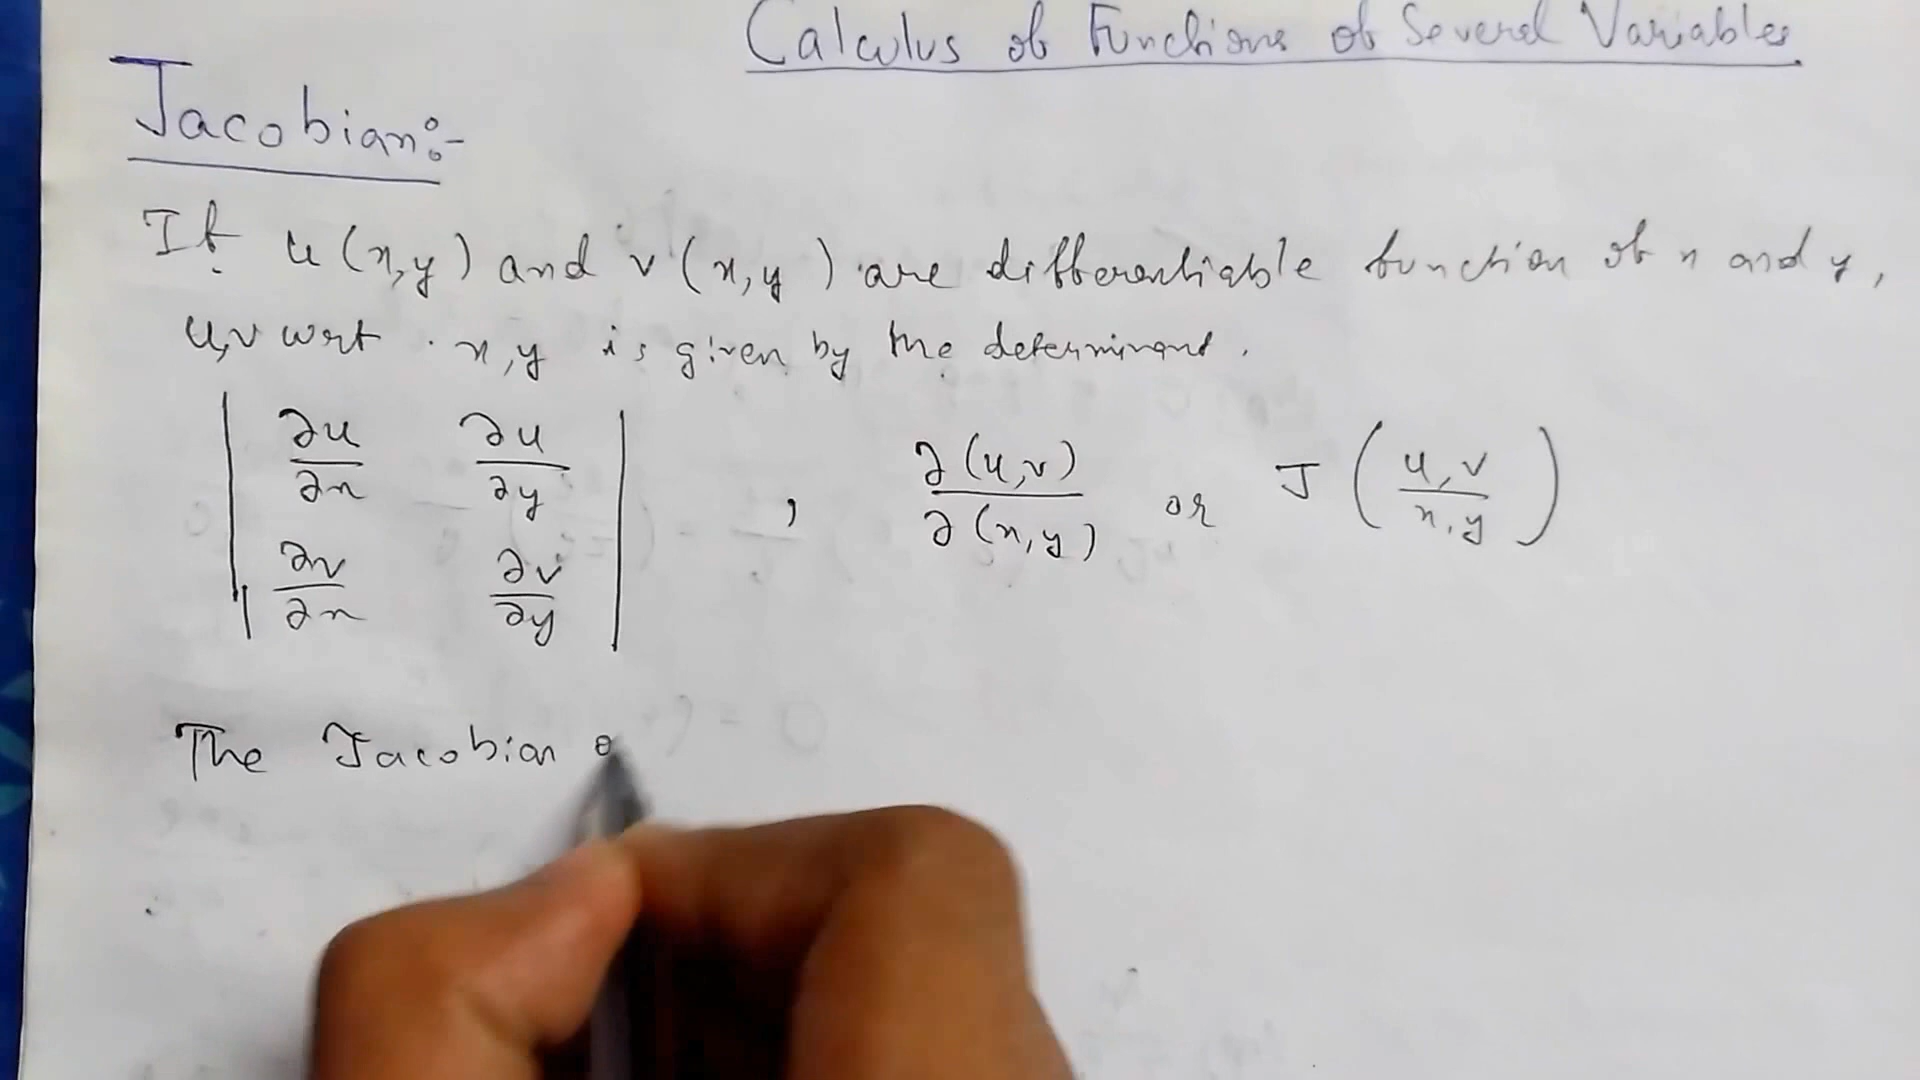 Calculus of Functions of Several Variables.
Jacobian:-
If u(x,y) and v(x,y) are differentiable function of x and y,
u,v wrt x,y is given by the determinant.
| ∂u/∂x ∂u/∂y | , ∂(u,v)/∂(x,y) or J(u,v/x,y)
| ∂v/∂x ∂v/∂y |
The Jacobian o